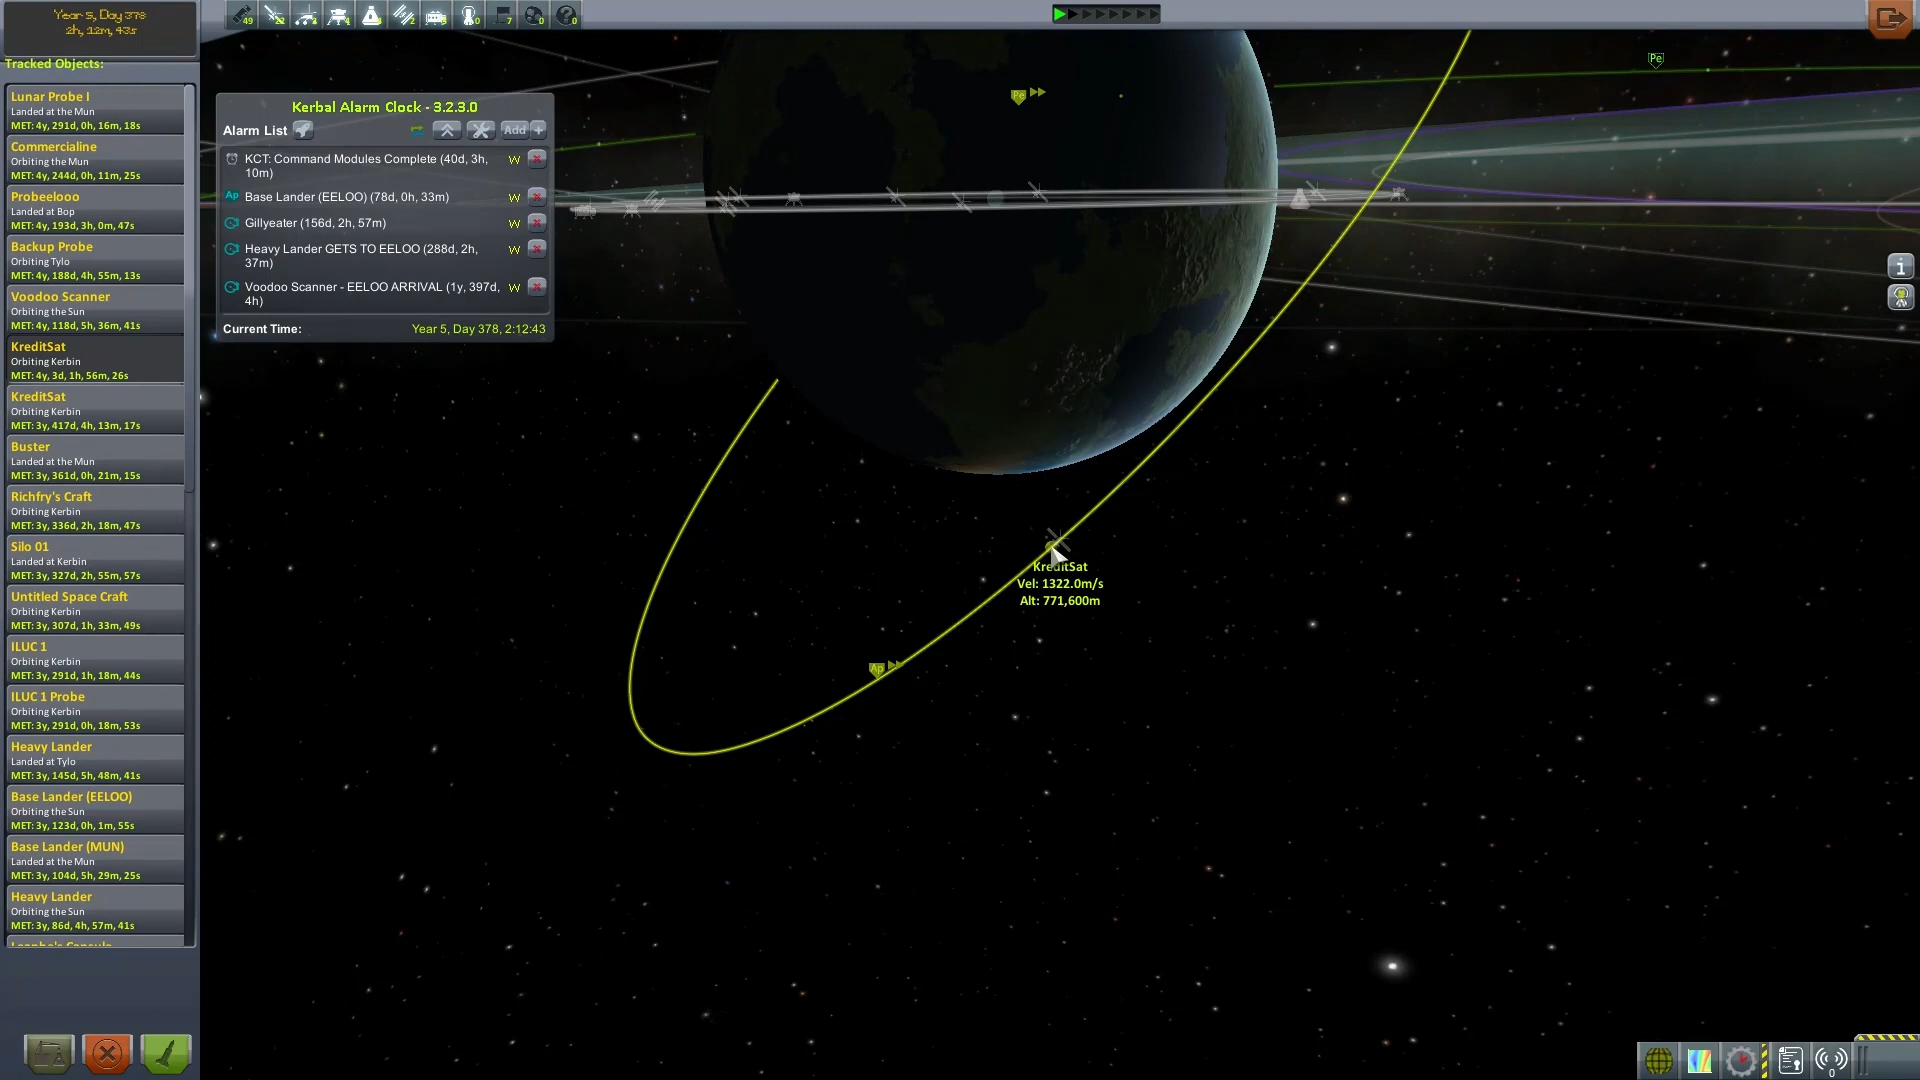 Year 5, Day 378
2h, 12m, 43s
49
22
4
2
0
7
0
0
Tracked Objects:
Lunar Probe I
Landed at the Mun
MET: 4y, 291d, 0h, 16m, 18s
Commercialine
Orbiting the Mun
MET: 4y, 244d, 0h, 11m, 25s
Probeelooo
Landed at Bop
MET: 4y, 193d, 3h, 0m, 47s
Backup Probe
Orbiting Tylo
MET: 4y, 188d, 4h, 55m, 13s
Voodoo Scanner
Orbiting the Sun
MET: 4y, 118d, 5h, 36m, 41s
KreditSat
Orbiting Kerbin
MET: 4y, 3d, 1h, 56m, 26s
KreditSat
Orbiting Kerbin
MET: 3y, 417d, 4h, 13m, 17s
Buster
Landed at the Mun
MET: 3y, 361d, 0h, 21m, 15s
Richfry's Craft
Orbiting Kerbin
MET: 3y, 336d, 2h, 18m, 47s
Silo 01
Landed at Kerbin
MET: 3y, 327d, 2h, 55m, 57s
Untitled Space Craft
Orbiting Kerbin
MET: 3y, 307d, 1h, 33m, 49s
ILUC 1
Orbiting Kerbin
MET: 3y, 291d, 1h, 18m, 44s
ILUC 1 Probe
Orbiting Kerbin
MET: 3y, 291d, 0h, 18m, 53s
Heavy Lander
Landed at Tylo
MET: 3y, 145d, 5h, 48m, 41s
Base Lander (EELOO)
Orbiting the Sun
MET: 3y, 123d, 0h, 1m, 55s
Base Lander (MUN)
Landed at the Mun
MET: 3y, 104d, 5h, 29m, 25s
Heavy Lander
Orbiting the Sun
MET: 3y, 86d, 4h, 57m, 41s
Kerbal Alarm Clock - 3.2.3.0
Alarm List
Add +
KCT: Command Modules Complete (40d, 3h,
10m) W
Ap Base Lander (EELOO) (78d, 0h, 33m) W
Gillyeater (156d, 2h, 57m) W
Heavy Lander GETS TO EELOO (288d, 2h,
37m) W
Voodoo Scanner - EELOO ARRIVAL (1y, 397d,
4h) W
Current Time: Year 5, Day 378, 2:12:43
Pe
Pe
KreditSat
Vel: 1322.0m/s
Alt: 771,600m
Ap
0